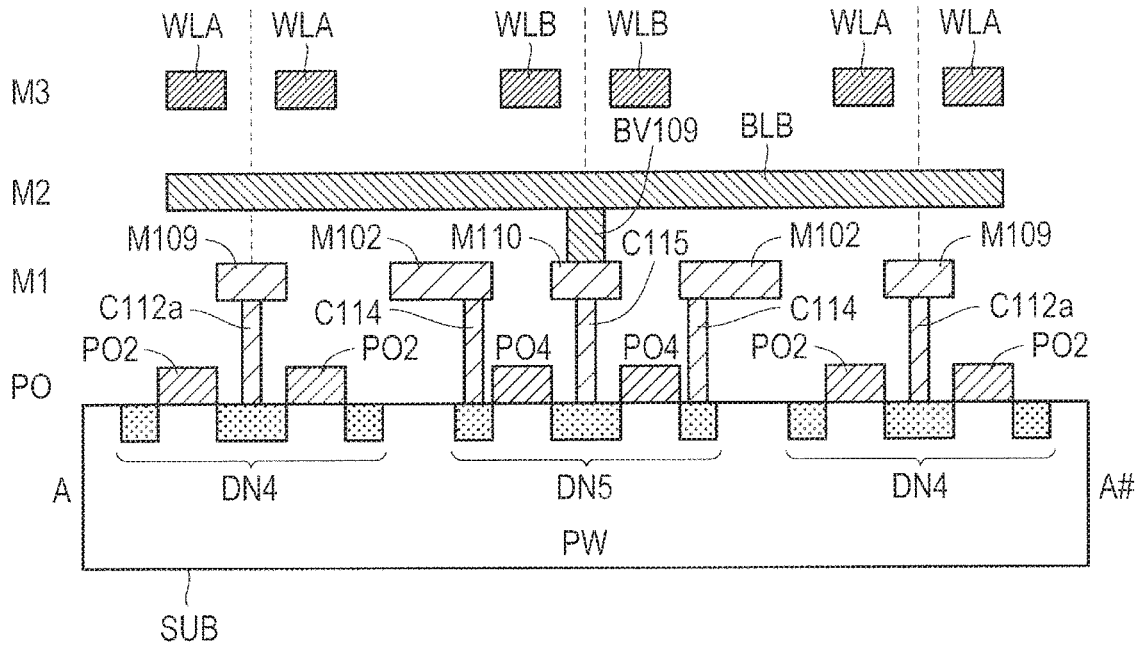 WLA WLA WLB WLB WLA WLA
M3
BV109 BLB
M2
M109 M102 M110 C115 M102 M109
M1
C112a C114 C114 C112a
PO2 PO2 PO4 PO4 PO2 PO2
PO
A DN4 DN5 DN4 A#
PW
SUB